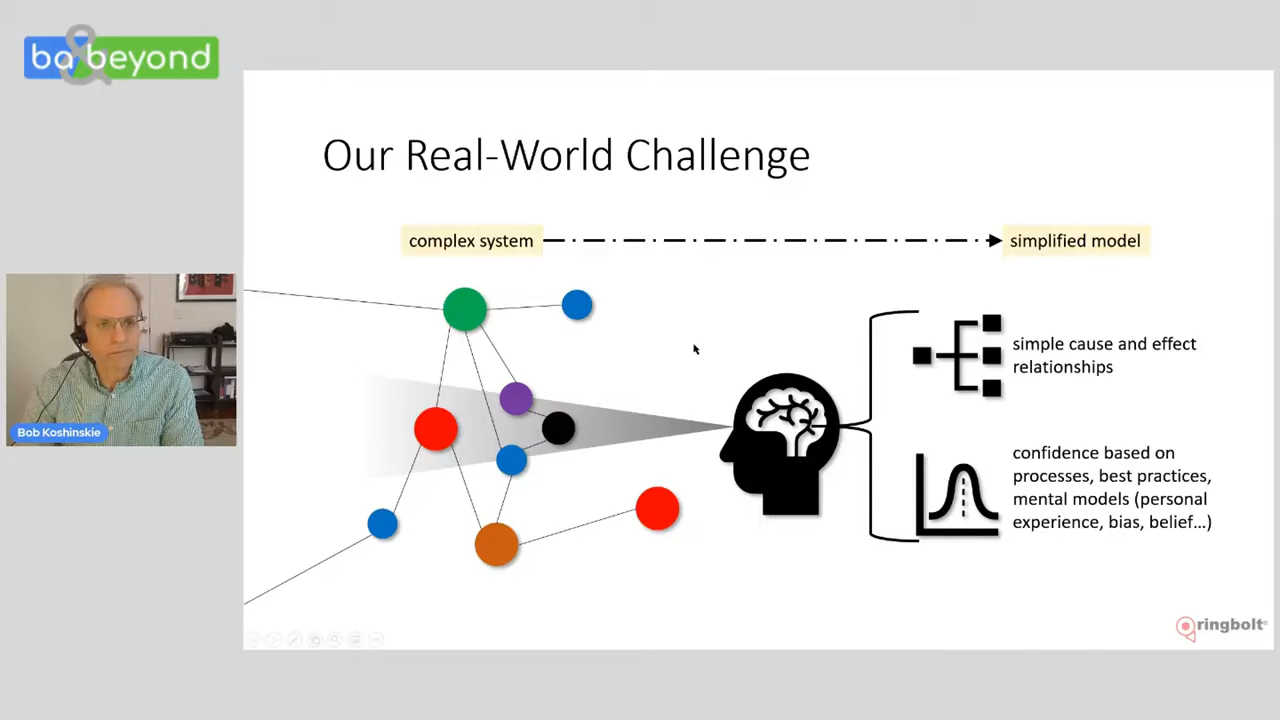 ba&beyond
Our Real-World Challenge
complex system
simplified model
simple cause and effect
relationships
confidence based on
processes, best practices,
mental models (personal
experience, bias, belief...)
Bob Koshinskie
ringbolt